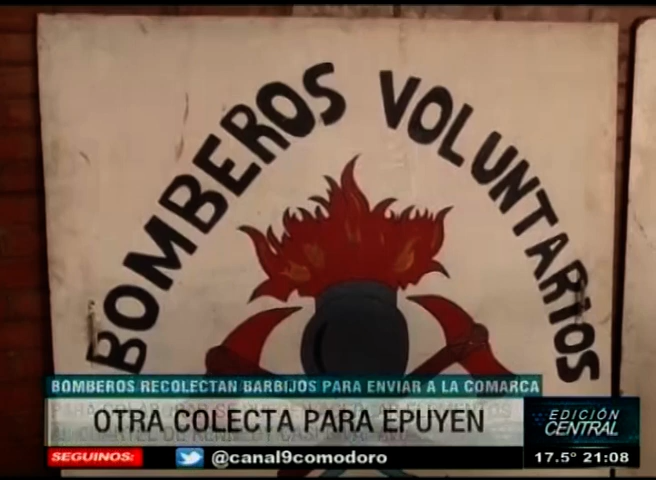 BOMBEROS VOLUNTARIOS
BOMBEROS RECOLECTAN BARBIJOS PARA ENVIAR A LA COMARCA
OTRA COLECTA PARA EPUYEN
EDICIÓN
CENTRAL
SEGUINOS: @canal9comodoro
17.5° 21:08